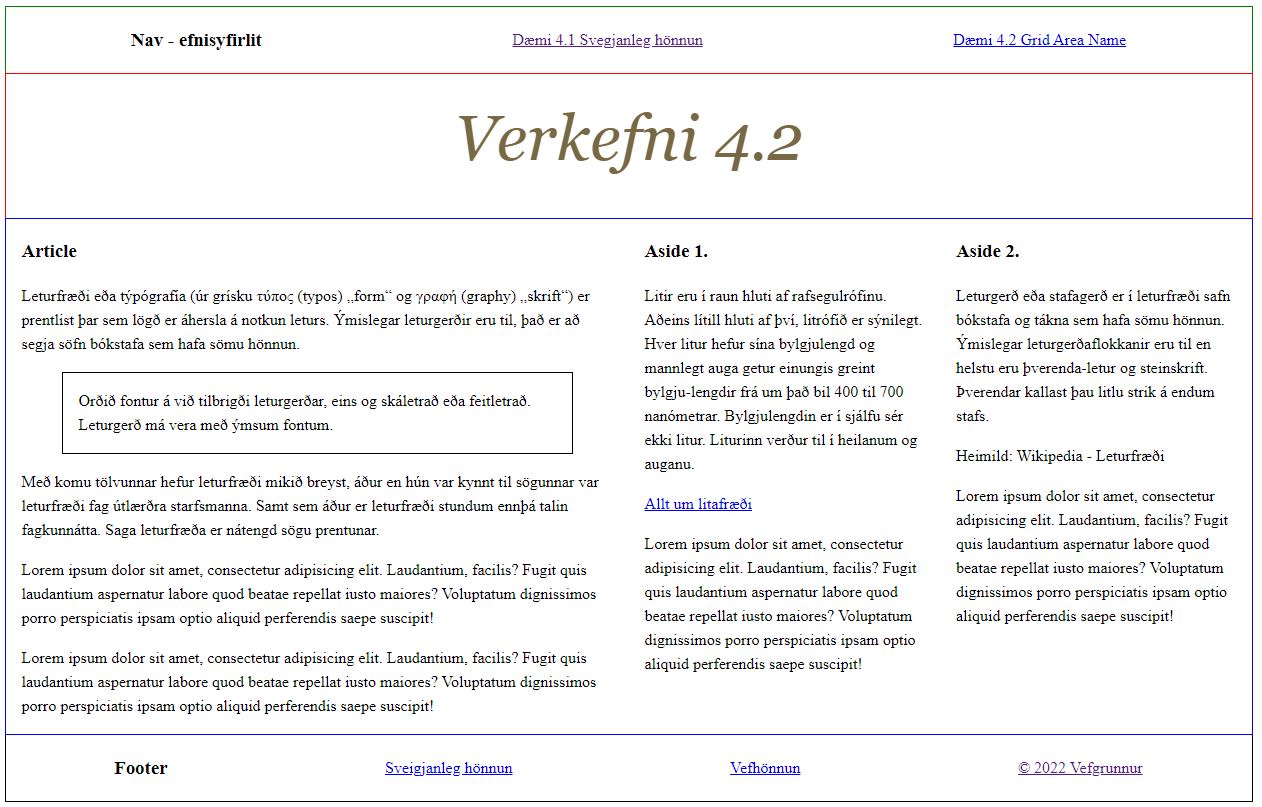 Nav - efnisyfirlit
Dæmi 4.1 Svegjanleg hönnun
Dæmi 4.2 Grid Area Name
Verkefni 4.2
Article
Leturfræði eða týpógrafía (úr grísku τύπος (typos) „form“ og γραφή (graphy) „skrift“) er
prentlist þar sem lögð er áhersla á notkun leturs. Ýmislegar leturgerðir eru til, það er að
segja söfn bókstafa sem hafa sömu hönnun.
Orðið fontur á við tilbrigði leturgerðar, eins og skáletrað eða feitletrað.
Leturgerð má vera með ýmsum fontum.
Með komu tölvunnar hefur leturfræði mikið breyst, áður en hún var kynnt til sögunnar var
leturfræði fag útlærðra starfsmanna. Samt sem áður er leturfræði stundum ennþá talin
fagkunnátta. Saga leturfræða er nátengd sögu prentunar.
Lorem ipsum dolor sit amet, consectetur adipisicing elit. Laudantium, facilis? Fugit quis
laudantium aspernatur labore quod beatae repellat iusto maiores? Voluptatum dignissimos
porro perspiciatis ipsam optio aliquid perferendis saepe suscipit!
Lorem ipsum dolor sit amet, consectetur adipisicing elit. Laudantium, facilis? Fugit quis
laudantium aspernatur labore quod beatae repellat iusto maiores? Voluptatum dignissimos
porro perspiciatis ipsam optio aliquid perferendis saepe suscipit!
Aside 1.
Litir eru í raun hluti af rafsegulrófinu.
Aðeins lítill hluti af því, litrófið er sýnilegt.
Hver litur hefur sína bylgjulengd og
mannlegt auga getur einungis greint
bylgju-lengdir frá um það bil 400 til 700
nanómetrar. Bylgjulengdin er í sjálfu sér
ekki litur. Liturinn verður til í heilanum og
auganu.
Allt um litafræði
Lorem ipsum dolor sit amet, consectetur
adipisicing elit. Laudantium, facilis? Fugit
quis laudantium aspernatur labore quod
beatae repellat iusto maiores? Voluptatum
dignissimos porro perspiciatis ipsam optio
aliquid perferendis saepe suscipit!
Aside 2.
Leturgerð eða stafagerð er í leturfræði safn
bókstafa og tákna sem hafa sömu hönnun.
Ýmislegar leturgerðaflokkanir eru til en
helstu eru þverenda-letur og steinskrift.
Þverendar kallast þau litlu strik á endum
stafs.
Heimild: Wikipedia - Leturfræði
Lorem ipsum dolor sit amet, consectetur
adipisicing elit. Laudantium, facilis? Fugit
quis laudantium aspernatur labore quod
beatae repellat iusto maiores? Voluptatum
dignissimos porro perspiciatis ipsam optio
aliquid perferendis saepe suscipit!
Footer
Sveigjanleg hönnun
Vefhönnun
© 2022 Vefgrunnur